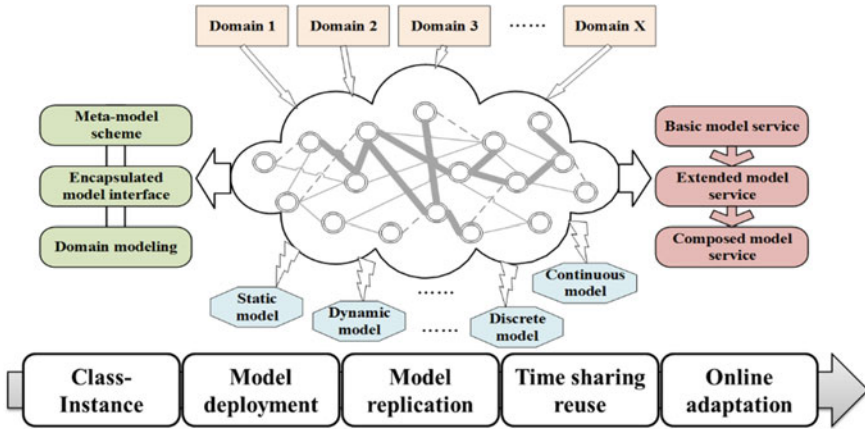 Domain 1
Domain 2
Domain 3
······
Domain X
Meta-model
scheme
Encapsulated
model interface
Domain modeling
Basic model service
Extended model
service
Composed model
service
Static
model
Dynamic
model
······
······
Discrete
model
Continuous
model
Class-
Instance
Model
deployment
Model
replication
Time sharing
reuse
Online
adaptation